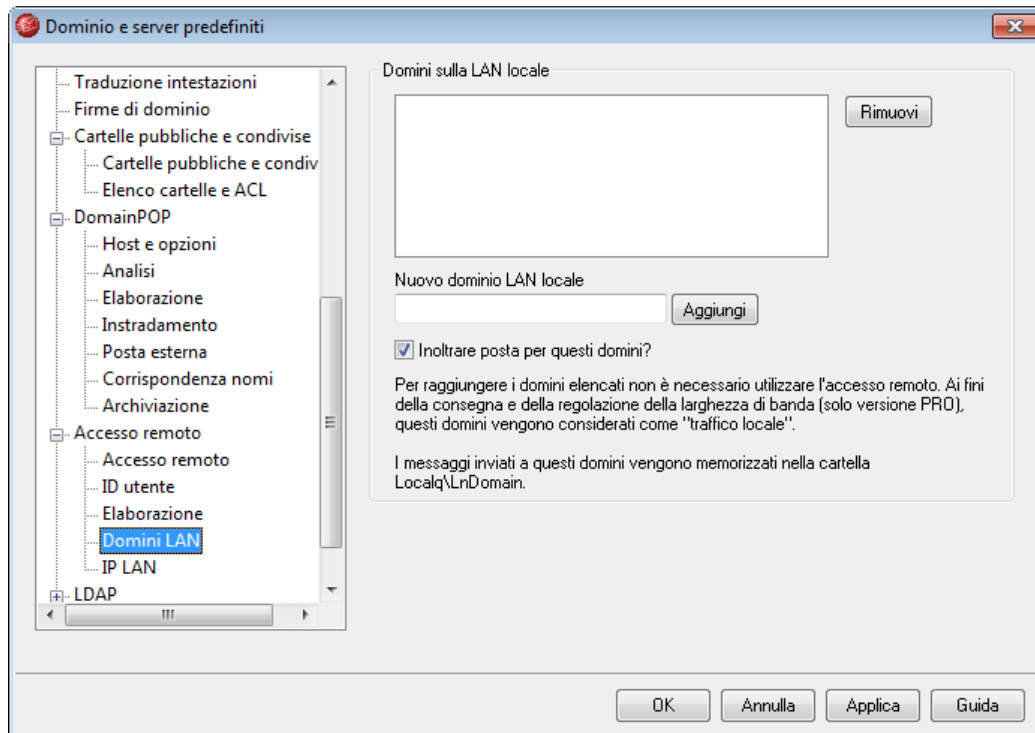 Dominio e server predefiniti
Traduzione intestazioni
Firme di dominio
Cartelle pubbliche e condivise
Cartelle pubbliche e condiv
Elenco cartelle e ACL
DomainPOP
Host e opzioni
Analisi
Elaborazione
Instradamento
Posta esterna
Corrispondenza nomi
Archiviazione
Accesso remoto
Accesso remoto
ID utente
Elaborazione
Domini LAN
IP LAN
LDAP
Domini sulla LAN locale
Rimuovi
Nuovo dominio LAN locale
Aggiungi
Inoltrare posta per questi domini?
Per raggiungere i domini elencati non è necessario utilizzare l'accesso remoto. Ai fini
della consegna e della regolazione della larghezza di banda (solo versione PRO),
questi domini vengono considerati come "traffico locale".
I messaggi inviati a questi domini vengono memorizzati nella cartella
Localq\LnDomain.
OK
Annulla
Applica
Guida